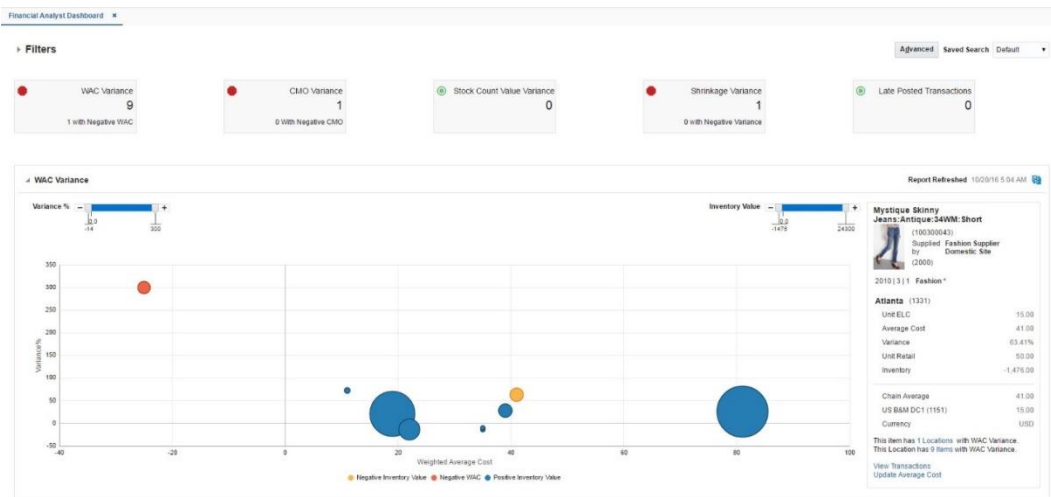 Financial Analyst Dashboard ×
Filters
Advanced Saved Search Default
WAC Variance
9
1 with Negative WAC
CMO Variance
1
0 With Negative CMO
Stock Count Value Variance
0
Shrinkage Variance
1
0 with Negative Variance
Late Posted Transactions
0
WAC Variance
Report Refreshed 10/20/16 5:04 AM
Variance % − +
0,0
-14 300
Inventory Value − +
0,0
-1476 24300
Mystique Skinny
Jeans:Antique:34WM:Short
(100300043)
Supplied by Fashion Supplier
Domestic Site
(2000)
2010 | 3 | 1 Fashion *
Atlanta (1331)
Unit ELC 15.00
Average Cost 41.00
Variance 63.41%
Unit Retail 50.00
Inventory -1,476.00
Chain Average 41.00
US B&M DC1 (1151) 15.00
Currency USD
This item has 1 Locations with WAC Variance.
This Location has 9 Items with WAC Variance.
View Transactions
Update Average Cost
350
300
250
200
150
100
50
0
-50
Variance%
-40 -20 0 20 40 60 80 100
Weighted Average Cost
Negative Inventory Value Negative WAC Positive Inventory Value